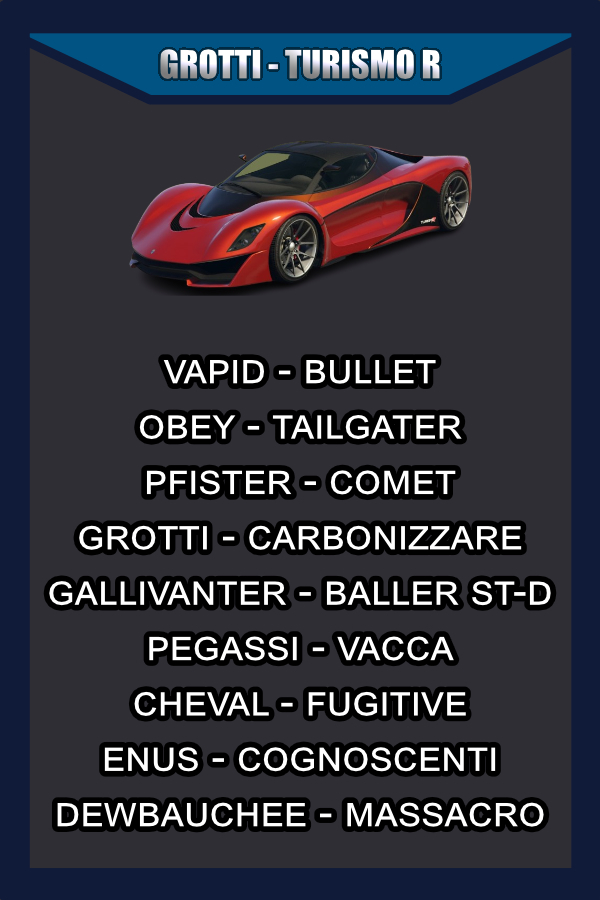 GROTTI - TURISMO R
VAPID - BULLET
OBEY - TAILGATER
PFISTER - COMET
GROTTI - CARBONIZZARE
GALLIVANTER - BALLER ST-D
PEGASSI - VACCA
CHEVAL - FUGITIVE
ENUS - COGNOSCENTI
DEWBAUCHEE - MASSACRO